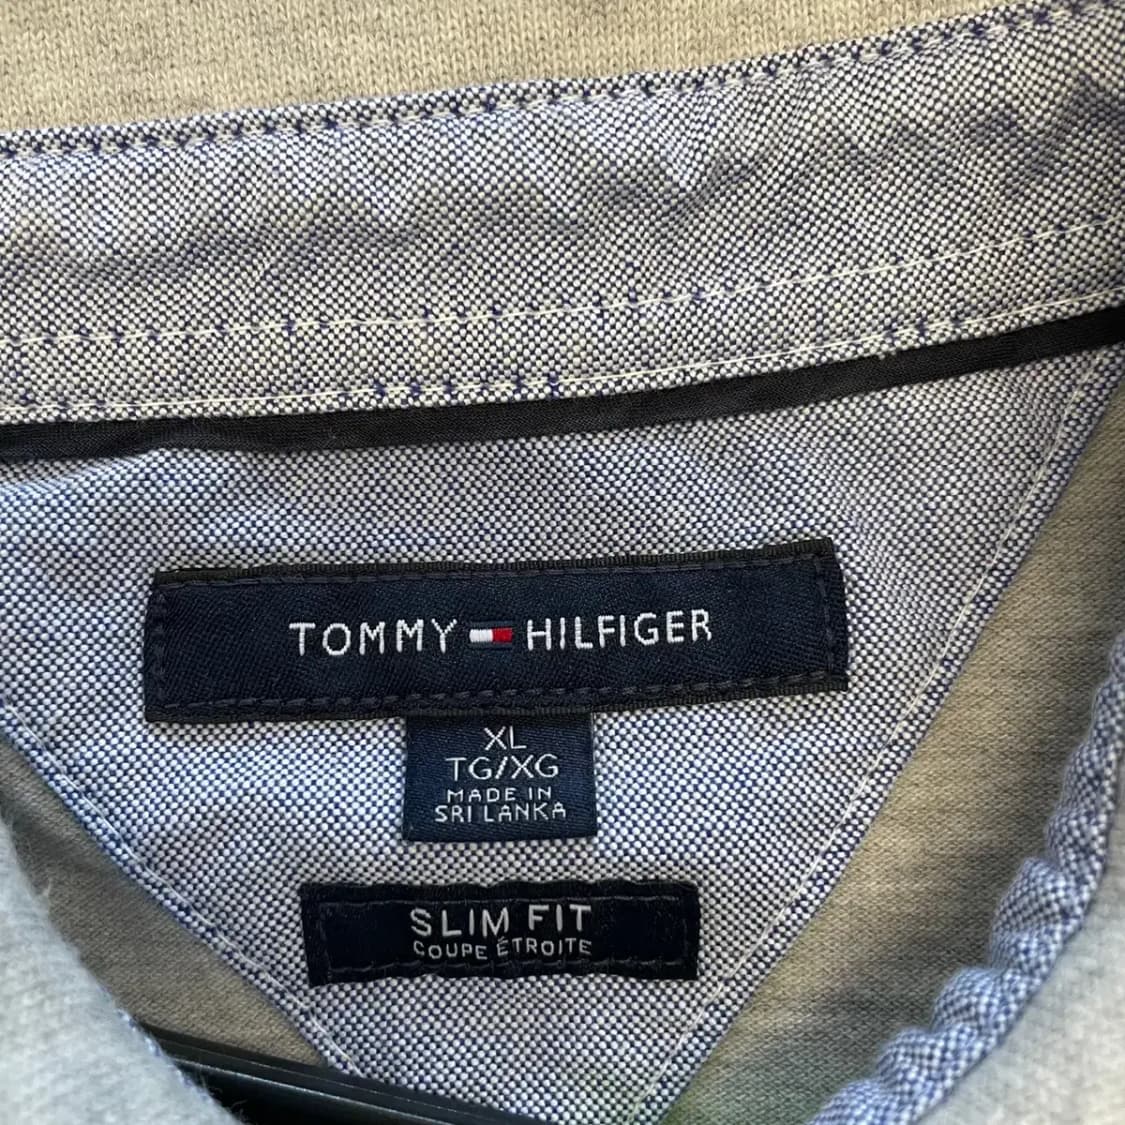 TOMMY HILFIGER
XL
TG/XG
MADE IN
SRI LANKA
SLIM FIT
COUPE ÉTROITE